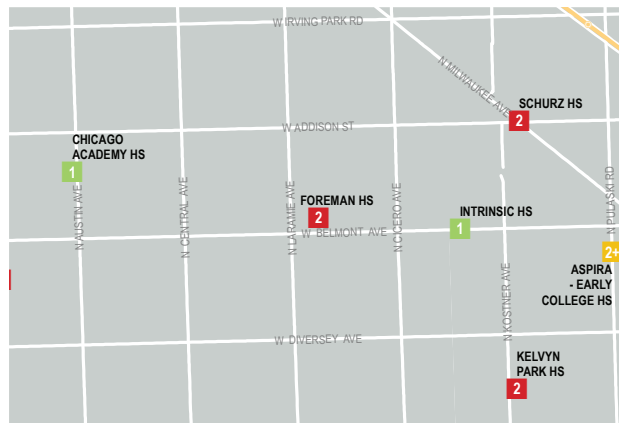 W IRVING PARK RD
N MILWAUKEE AVE
SCHURZ HS
2
W ADDISON ST
CHICAGO
ACADEMY HS
1
N AUSTIN AVE
N CENTRAL AVE
N LARAMIE AVE
FOREMAN HS
2
W BELMONT AVE
N CICERO AVE
INTRINSIC HS
1
N PULASKI RD
2+
ASPIRA
- EARLY
COLLEGE HS
N KOSTNER AVE
W DIVERSEY AVE
KELVYN
PARK HS
2